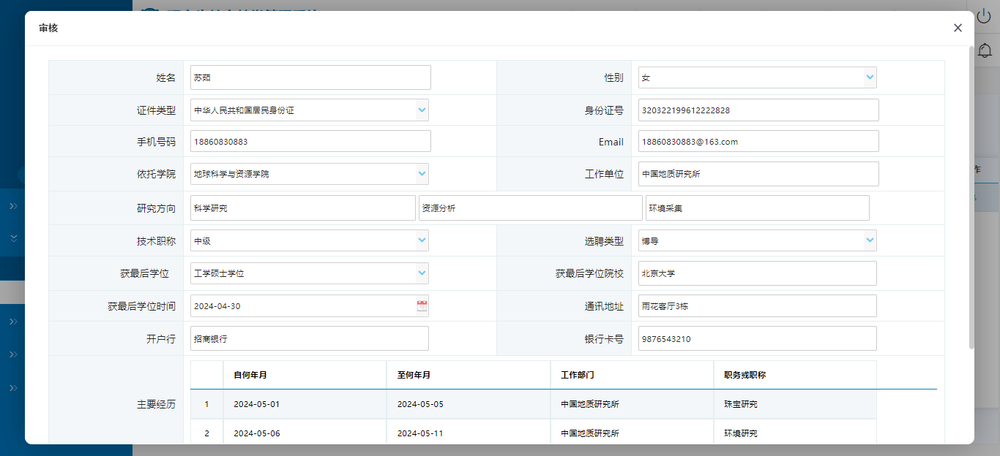 审核
姓名 苏茹 性别 女
证件类型 中华人民共和国居民身份证 身份证号 320322199612222828
手机号码 18860830883 Email 18860830883@163.com
依托学院 地球科学与资源学院 工作单位 中国地质研究所
研究方向 科学研究 资源分析 环境采集
技术职称 中级 选聘类型 博导
获最后学位 工学硕士学位 获最后学位院校 北京大学
获最后学位时间 2024-04-30 通讯地址 雨花客厅3栋
开户行 招商银行 银行卡号 9876543210
自何年月 至何年月 工作部门 职务或职称
主要经历 1 2024-05-01 2024-05-05 中国地质研究所 珠宝研究
2 2024-05-06 2024-05-11 中国地质研究所 环境研究
作